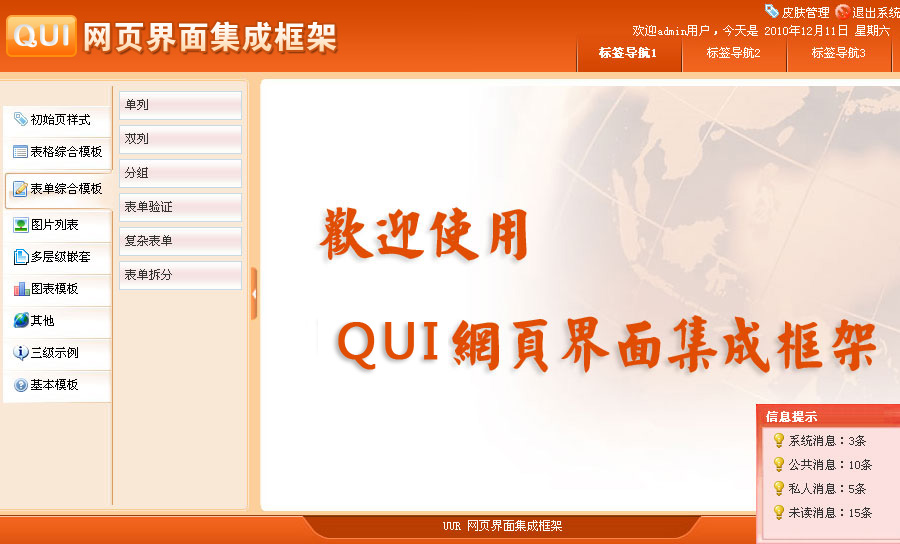 QUI 网页界面集成框架
皮肤管理 退出系统
欢迎admin用户，今天是 2010年12月11日 星期六
标签导航1 标签导航2 标签导航3
初始页样式
表格综合模板
表单综合模板
图片列表
多层级嵌套
图表模板
其他
三级示例
基本模板
单列
双列
分组
表单验证
复杂表单
表单拆分
歡迎使用
QUI網頁界面集成框架
信息提示
系统消息：3条
公共消息：10条
私人消息：5条
未读消息：15条
UUR 网页界面集成框架